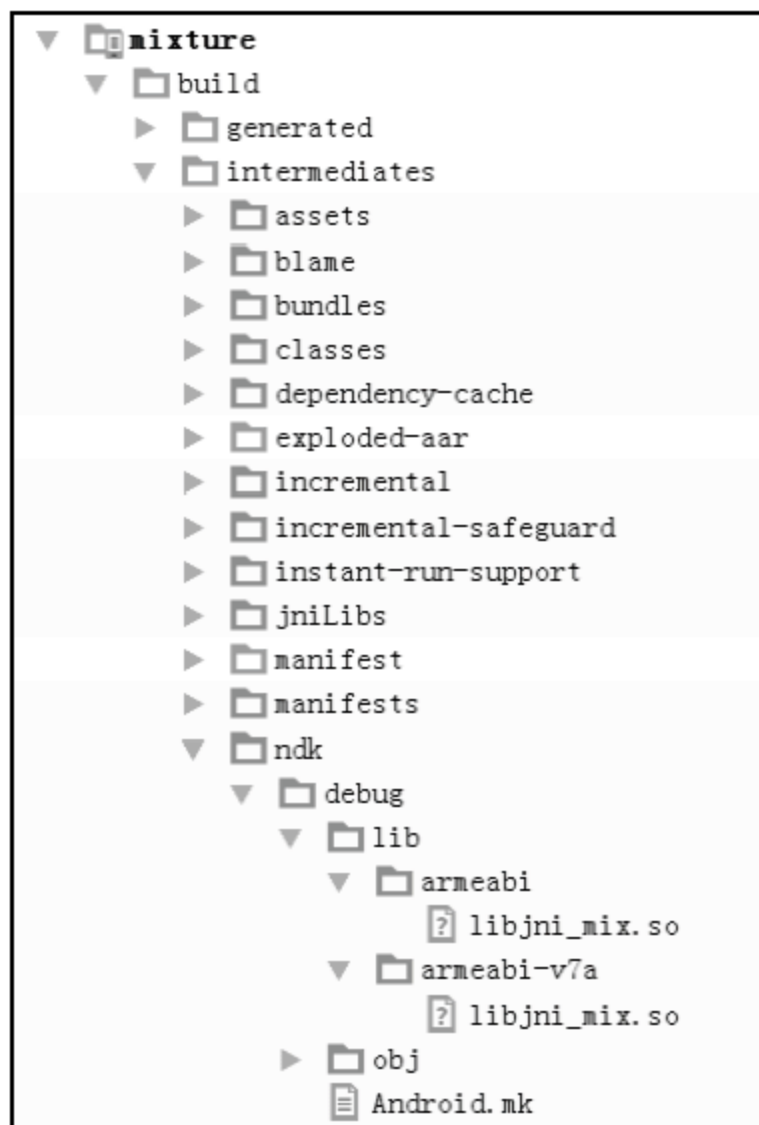 mixture
build
generated
intermediates
assets
blame
bundles
classes
dependency-cache
exploded-aar
incremental
incremental-safeguard
instant-run-support
jniLibs
manifest
manifests
ndk
debug
lib
armeabi
libjni_mix.so
armeabi-v7a
libjni_mix.so
obj
Android.mk